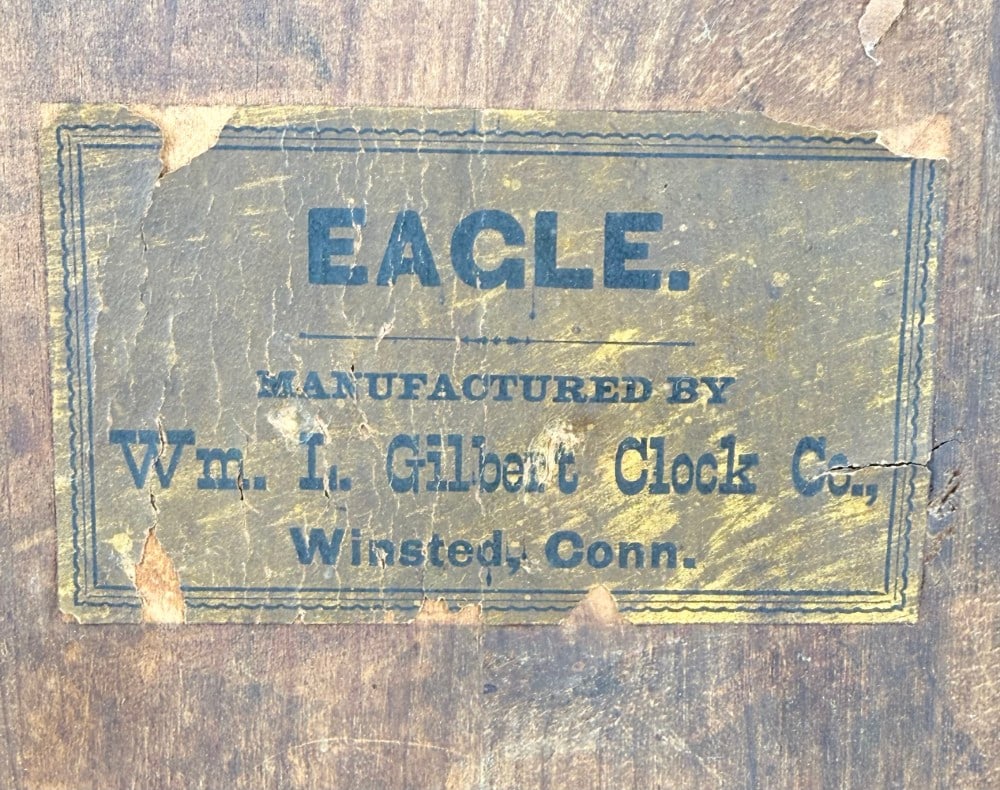 EAGLE.
MANUFACTURED BY
Wm. L. Gilbert Clock Co.,
Winsted, Conn.